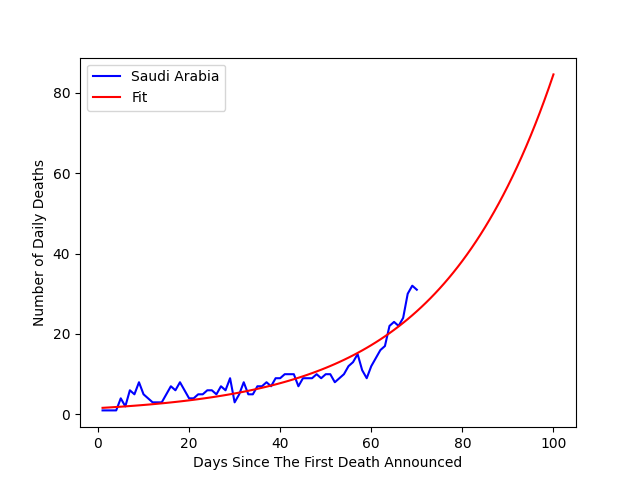 Saudi Arabia
Fit
80
60
40
20
0
Number of Daily Deaths
0 20 40 60 80 100
Days Since The First Death Announced